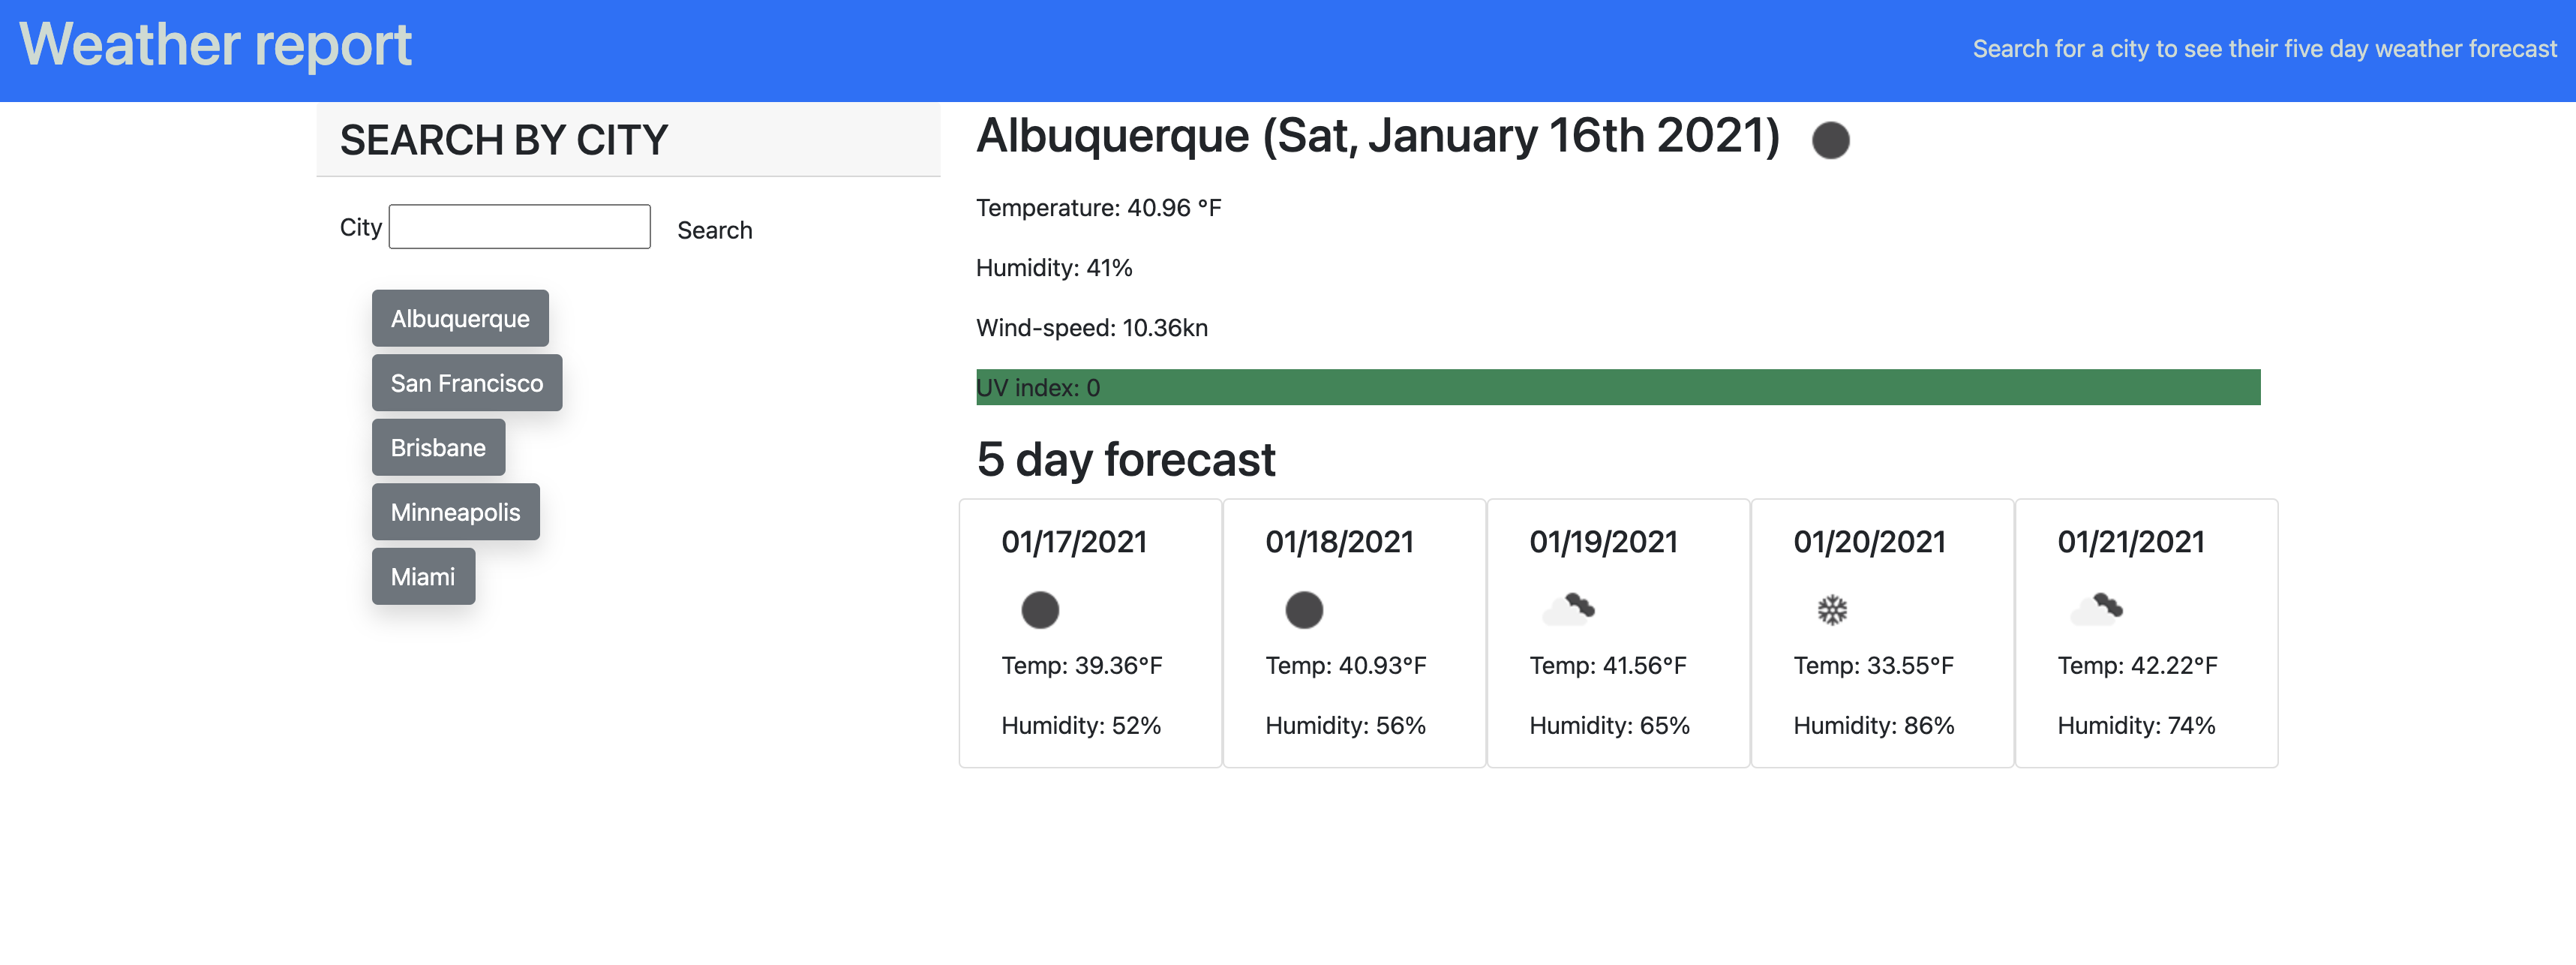 Weather report
Search for a city to see their five day weather forecast
SEARCH BY CITY
City
Search
Albuquerque
San Francisco
Brisbane
Minneapolis
Miami
Albuquerque (Sat, January 16th 2021)
Temperature: 40.96 °F
Humidity: 41%
Wind-speed: 10.36kn
UV index: 0
5 day forecast
01/17/2021
Temp: 39.36°F
Humidity: 52%
01/18/2021
Temp: 40.93°F
Humidity: 56%
01/19/2021
Temp: 41.56°F
Humidity: 65%
01/20/2021
Temp: 33.55°F
Humidity: 86%
01/21/2021
Temp: 42.22°F
Humidity: 74%